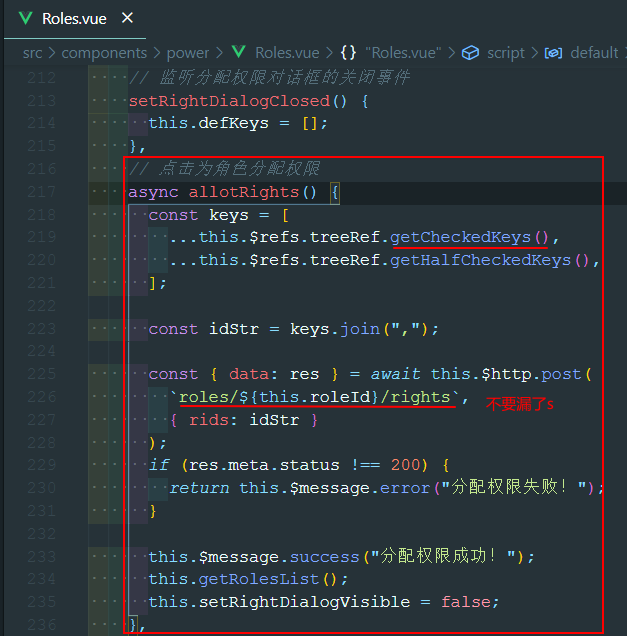 Roles.vue ×
src > components > power > Roles.vue > {} "Roles.vue" > script > default
212 // 监听分配权限对话框的关闭事件
213 setRightDialogClosed() {
214 this.defKeys = [];
215 },
216 // 点击为角色分配权限
217 async allotRights() {
218 const keys = [
219 ...this.$refs.treeRef.getCheckedKeys(),
220 ...this.$refs.treeRef.getHalfCheckedKeys(),
221 ];
222
223 const idStr = keys.join(",");
224
225 const { data: res } = await this.$http.post(
226 `roles/${this.roleId}/rights`, 不要漏了s
227 { rids: idStr }
228 );
229 if (res.meta.status !== 200) {
230 return this.$message.error("分配权限失败！");
231 }
232
233 this.$message.success("分配权限成功！");
234 this.getRolesList();
235 this.setRightDialogVisible = false;
236 },